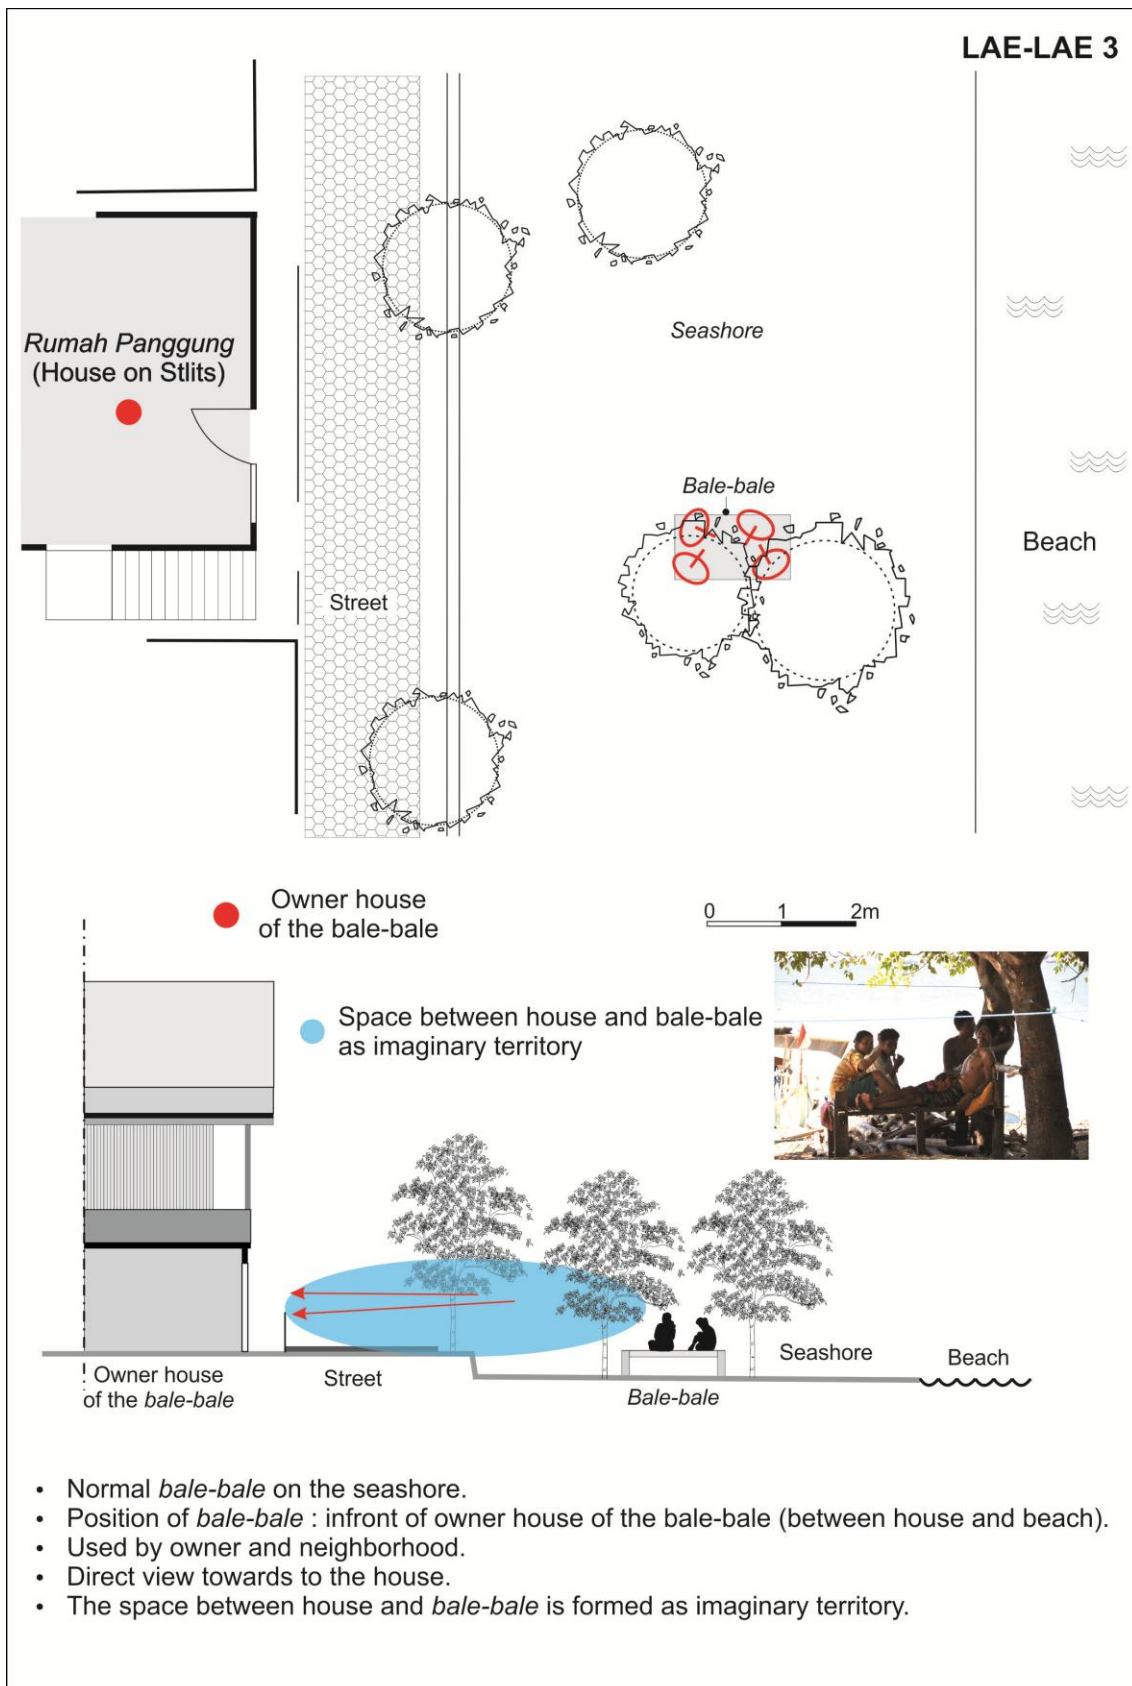 LAE-LAE 3
Rumah Panggung
(House on Stlits)
Seashore
Bale-bale
Beach
Street
Owner house
of the bale-bale
0 1 2m
Space between house and bale-bale
as imaginary territory
Owner house
of the bale-bale
Street
Bale-bale
Seashore
Beach
• Normal bale-bale on the seashore.
• Position of bale-bale : infront of owner house of the bale-bale (between house and beach).
• Used by owner and neighborhood.
• Direct view towards to the house.
• The space between house and bale-bale is formed as imaginary territory.